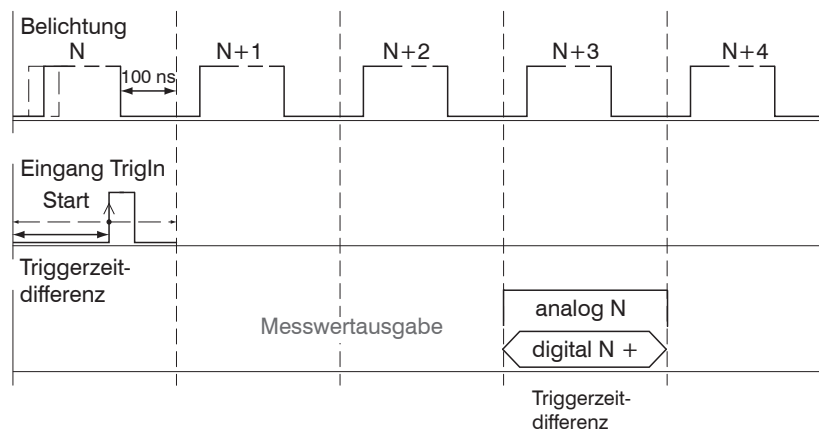 Belichtung
N N+1 N+2 N+3 N+4
100 ns
Eingang TrigIn
Start
Triggerzeit-
differenz
Messwertausgabe
analog N
digital N +
Triggerzeit-
differenz